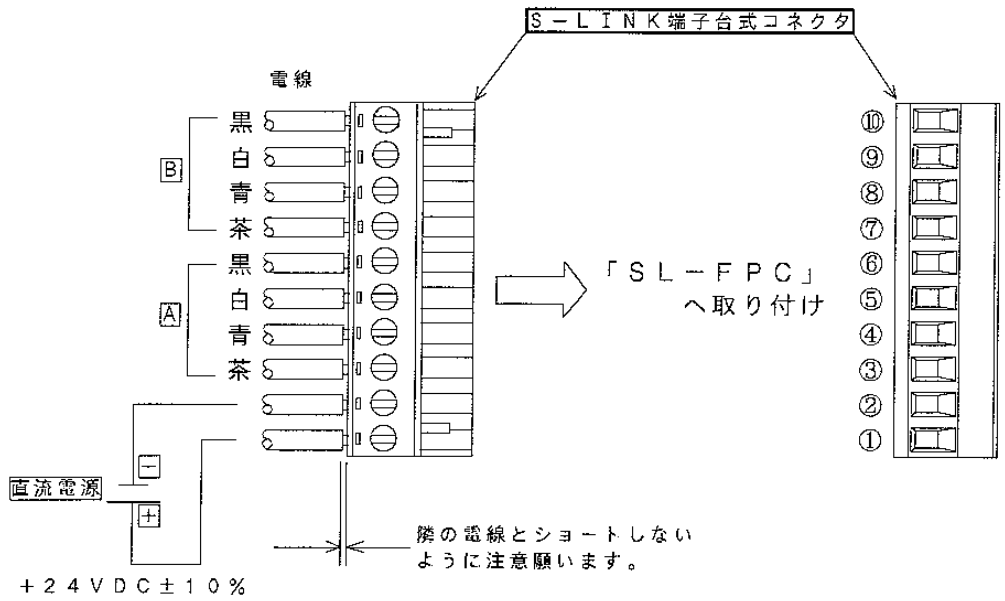 S－LINK端子台式コネクタ
電線
黒
白
B
青
茶
黒
白
A
青
茶
「SL－FPC」
へ取り付け
⑩
⑨
⑧
⑦
⑥
⑤
④
③
②
①
－
直流電源
＋
＋24VDC±10％
隣の電線とショートしない
ように注意願います。